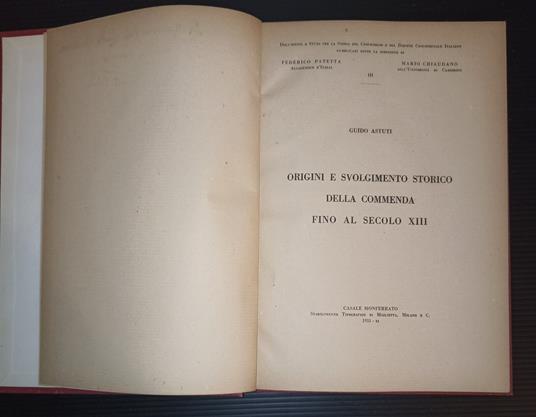 Documenti e Studi per la Storia del Commercio e del Diritto Commerciale Italiano
pubblicati sotto la direzione di
FEDERICO PATETTA
Accademico d'Italia
MARIO CHIAUDANO
dell'Università di Camerino
III
GUIDO ASTUTI
ORIGINI E SVOLGIMENTO STORICO
DELLA COMMENDA
FINO AL SECOLO XIII
CASALE MONFERRATO
Stabilimento Tipografico di Miglietta, Milano & C.
1933 - XI